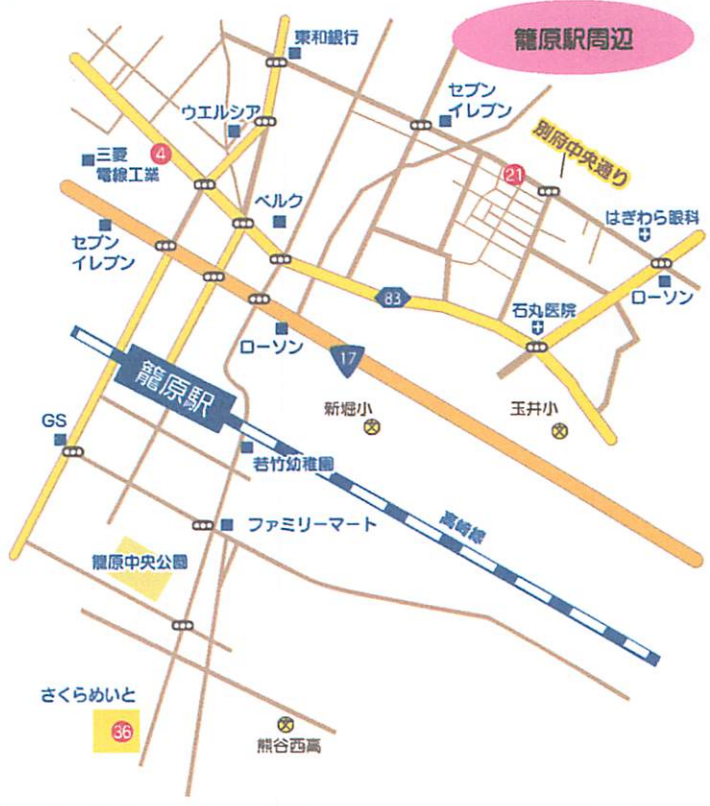 籠原駅周辺
東和銀行
セブン
イレブン
ウエルシア
別府中央通り
三菱
電線工業
4
21
ベルク
はぎわら眼科
セブン
イレブン
83
石丸医院
ローソン
ローソン
17
籠原駅
新堀小
玉井小
GS
若竹幼稚園
ファミリーマート
高崎線
籠原中央公園
さくらめいと
36
熊谷西高